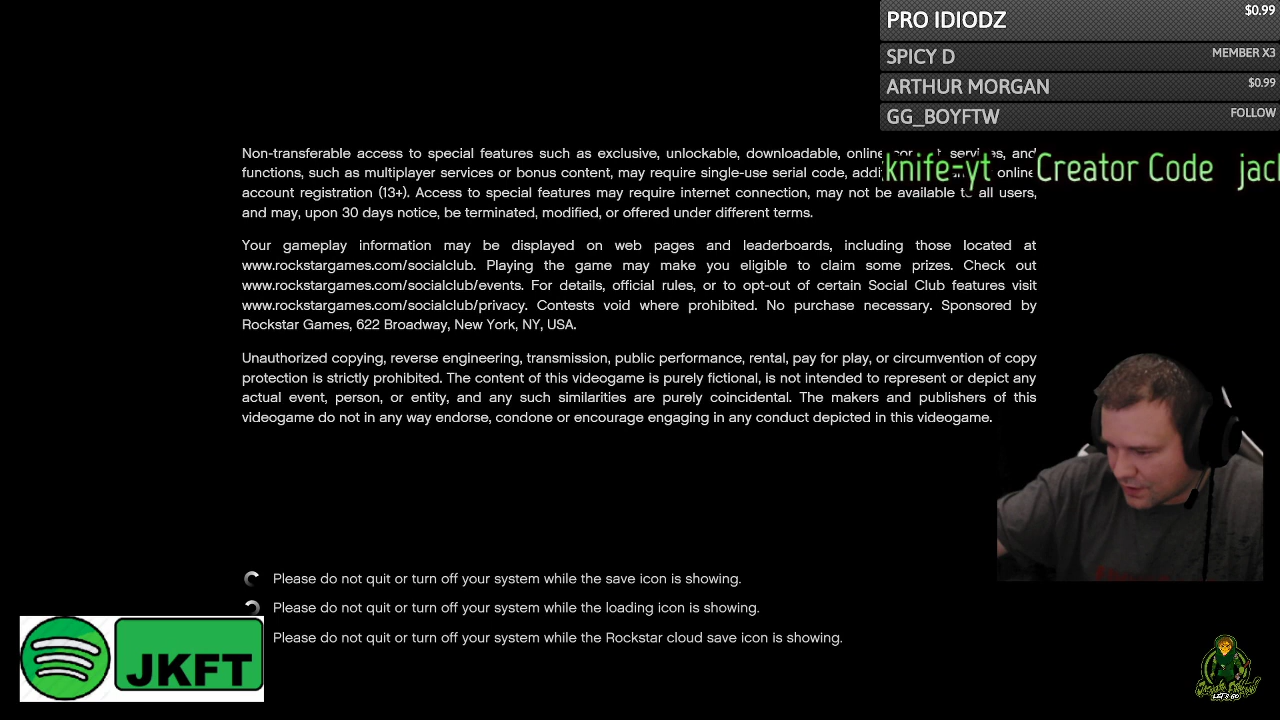 PRO IDIODZ $0.99
SPICY D MEMBER X3
ARTHUR MORGAN $0.99
GG_BOYFTW FOLLOW
knife-yt Creator Code jack
Non-transferable access to special features such as exclusive, unlockable, downloadable, online services, and
functions, such as multiplayer services or bonus content, may require single-use serial code, online
account registration (13+). Access to special features may require internet connection, may not be available to all users,
and may, upon 30 days notice, be terminated, modified, or offered under different terms.
Your gameplay information may be displayed on web pages and leaderboards, including those located at
www.rockstargames.com/socialclub. Playing the game may make you eligible to claim some prizes. Check out
www.rockstargames.com/socialclub/events. For details, official rules, or to opt-out of certain Social Club features visit
www.rockstargames.com/socialclub/privacy. Contests void where prohibited. No purchase necessary. Sponsored by
Rockstar Games, 622 Broadway, New York, NY, USA.
Unauthorized copying, reverse engineering, transmission, public performance, rental, pay for play, or circumvention of copy
protection is strictly prohibited. The content of this videogame is purely fictional, is not intended to represent or depict any
actual event, person, or entity, and any such similarities are purely coincidental. The makers and publishers of this
videogame do not in any way endorse, condone or encourage engaging in any conduct depicted in this videogame.
Please do not quit or turn off your system while the save icon is showing.
Please do not quit or turn off your system while the loading icon is showing.
Please do not quit or turn off your system while the Rockstar cloud save icon is showing.
JKFT
LET'S GO